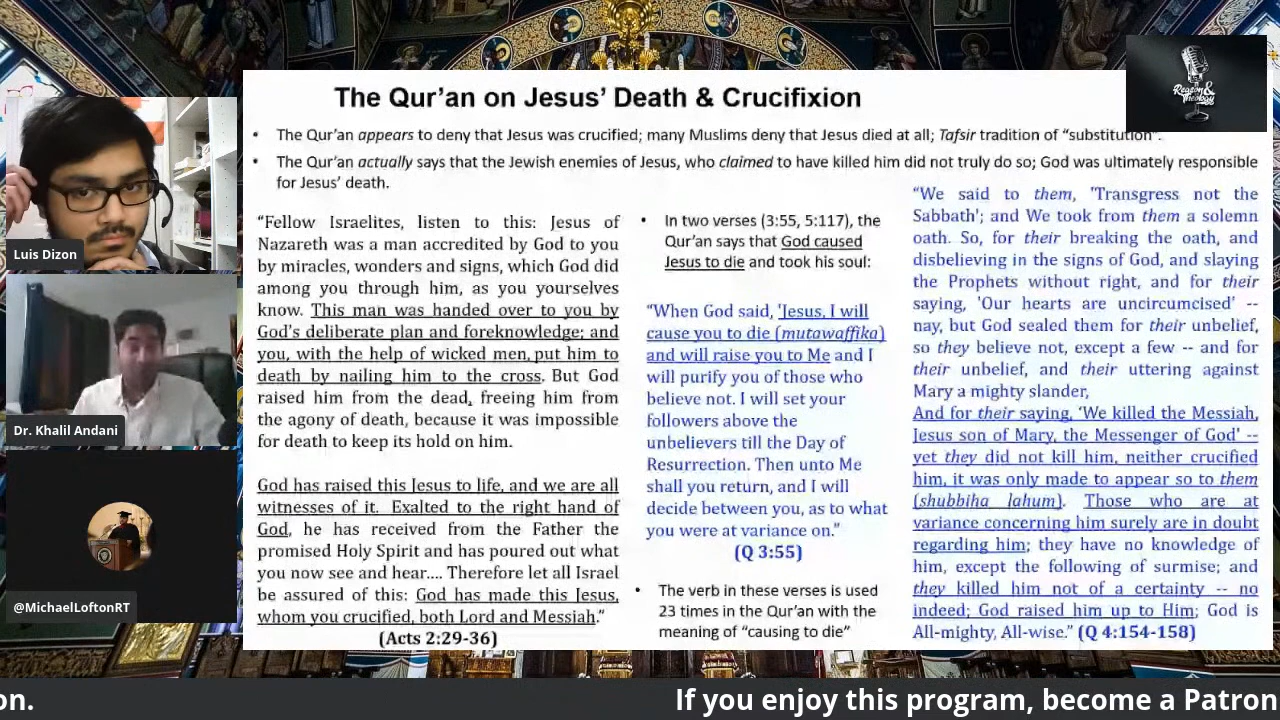 The Qur'an on Jesus' Death & Crucifixion
• The Qur'an appears to deny that Jesus was crucified; many Muslims deny that Jesus died at all; Tafsir tradition of "substitution".
• The Qur'an actually says that the Jewish enemies of Jesus, who claimed to have killed him did not truly do so; God was ultimately responsible
for Jesus' death.
"Fellow Israelites, listen to this: Jesus of
Nazareth was a man accredited by God to you
by miracles, wonders and signs, which God did
among you through him, as you yourselves
know. This man was handed over to you by
God's deliberate plan and foreknowledge; and
you, with the help of wicked men, put him to
death by nailing him to the cross. But God
raised him from the dead, freeing him from
the agony of death, because it was impossible
for death to keep its hold on him.
God has raised this Jesus to life, and we are all
witnesses of it. Exalted to the right hand of
God, he has received from the Father the
promised Holy Spirit and has poured out what
you now see and hear.... Therefore let all Israel
be assured of this: God has made this Jesus,
whom you crucified, both Lord and Messiah."
(Acts 2:29-36)
• In two verses (3:55, 5:117), the
Qur'an says that God caused
Jesus to die and took his soul:
"When God said, 'Jesus, I will
cause you to die (mutawaffika)
and will raise you to Me and I
will purify you of those who
believe not. I will set your
followers above the
unbelievers till the Day of
Resurrection. Then unto Me
shall you return, and I will
decide between you, as to what
you were at variance on."
(Q 3:55)
• The verb in these verses is used
23 times in the Qur'an with the
meaning of "causing to die"
"We said to them, 'Transgress not the
Sabbath'; and We took from them a solemn
oath. So, for their breaking the oath, and
disbelieving in the signs of God, and slaying
the Prophets without right, and for their
saying, 'Our hearts are uncircumcised' --
nay, but God sealed them for their unbelief,
so they believe not, except a few -- and for
their unbelief, and their uttering against
Mary a mighty slander,
And for their saying, 'We killed the Messiah,
Jesus son of Mary, the Messenger of God' --
yet they did not kill him, neither crucified
him, it was only made to appear so to them
(shubbiha lahum). Those who are at
variance concerning him surely are in doubt
regarding him; they have no knowledge of
him, except the following of surmise; and
they killed him not of a certainty -- no
indeed; God raised him up to Him; God is
All-mighty, All-wise." (Q 4:154-158)
Reason &
Theology
Luis Dizon
Dr. Khalil Andani
@MichaelLoftonRT
on.
If you enjoy this program, become a Patron